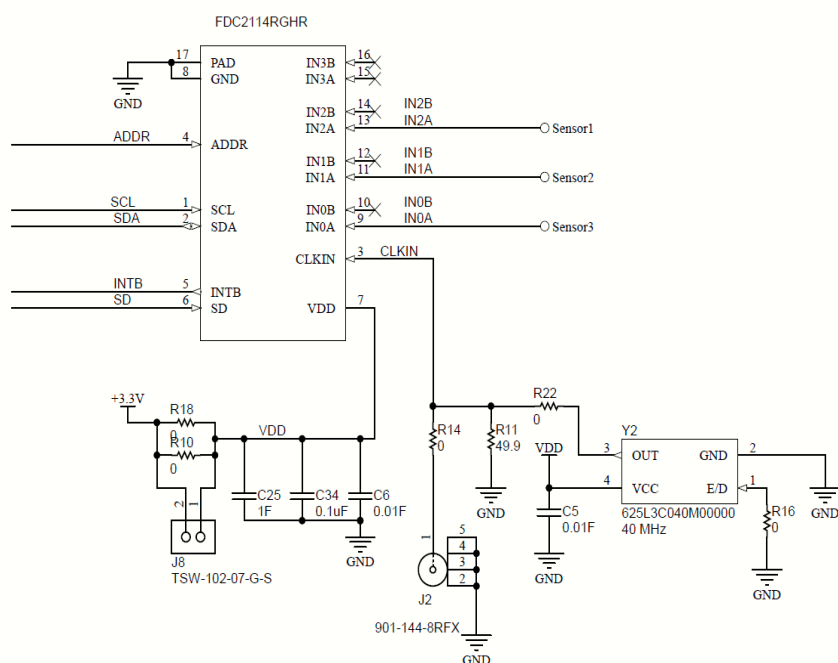 FDC2114RGHR
17 PAD
8 GND
GND
4 ADDR
ADDR
1 SCL
SCL
2 SDA
SDA
5 INTB
INTB
6 SD
SD
IN3B 16
IN3A 15
IN2B 14 IN2B
IN2A 13 IN2A Sensor1
IN1B 12 IN1B
IN1A 11 IN1A Sensor2
IN0B 10 IN0B
IN0A 9 IN0A Sensor3
CLKIN 3 CLKIN
VDD 7
+3.3V
R18
0
R10
0
VDD
2 1
J8
TSW-102-07-G-S
C25
1F
C34
0.1uF
C6
0.01F
GND
R14
0
R11
49.9
GND
R22
0
1
5
4
3
2
J2
901-144-8RFX
GND
VDD
C5
0.01F
GND
Y2
3 OUT
4 VCC
GND 2
E/D 1
625L3C040M00000
40 MHz
R16
0
GND
GND